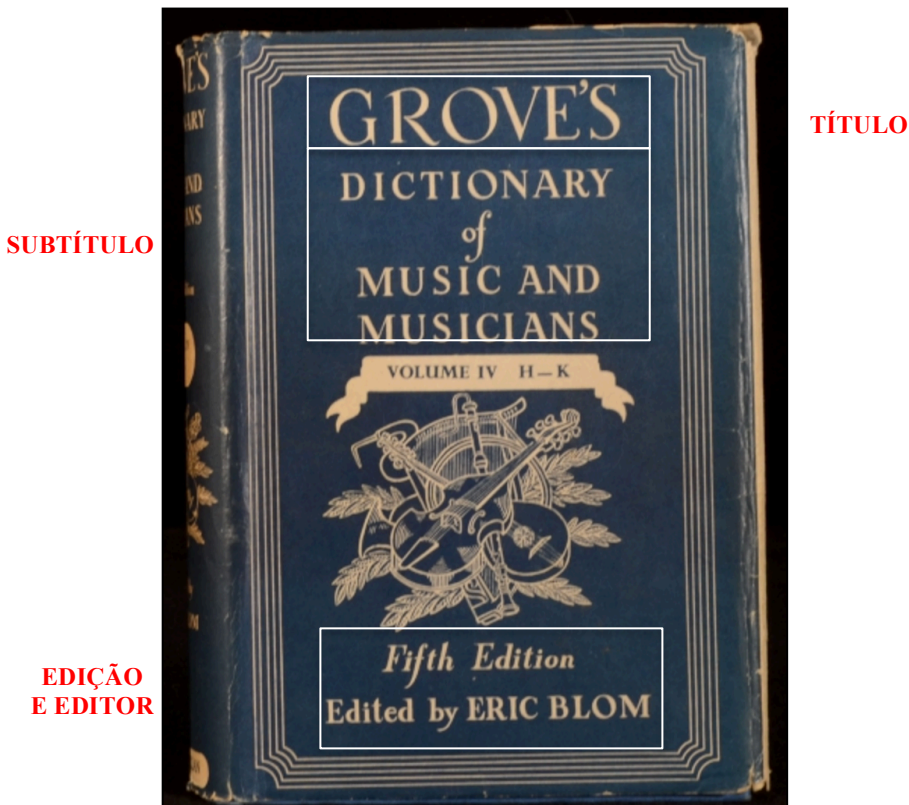 GROVE'S
TÍTULO
DICTIONARY
of
SUBTÍTULO
MUSIC AND
MUSICIANS
VOLUME IV H—K
Fifth Edition
EDIÇÃO
E EDITOR
Edited by ERIC BLOM